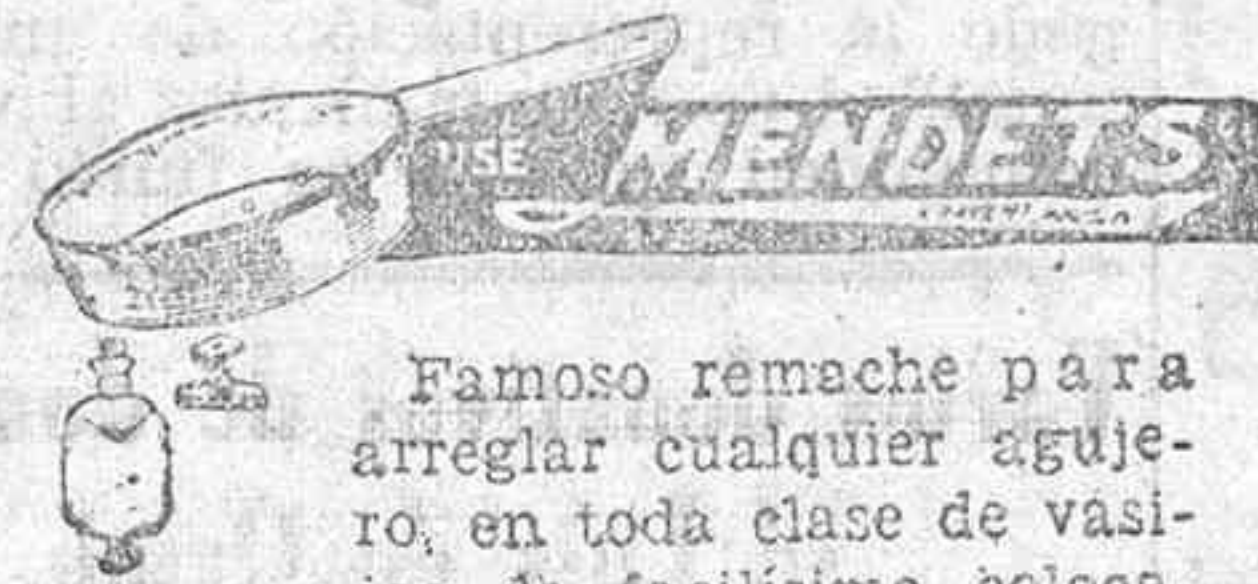 USE MENDETS
Famoso remache para
arreglar cualquier aguje-
ro, en toda clase de vasi-